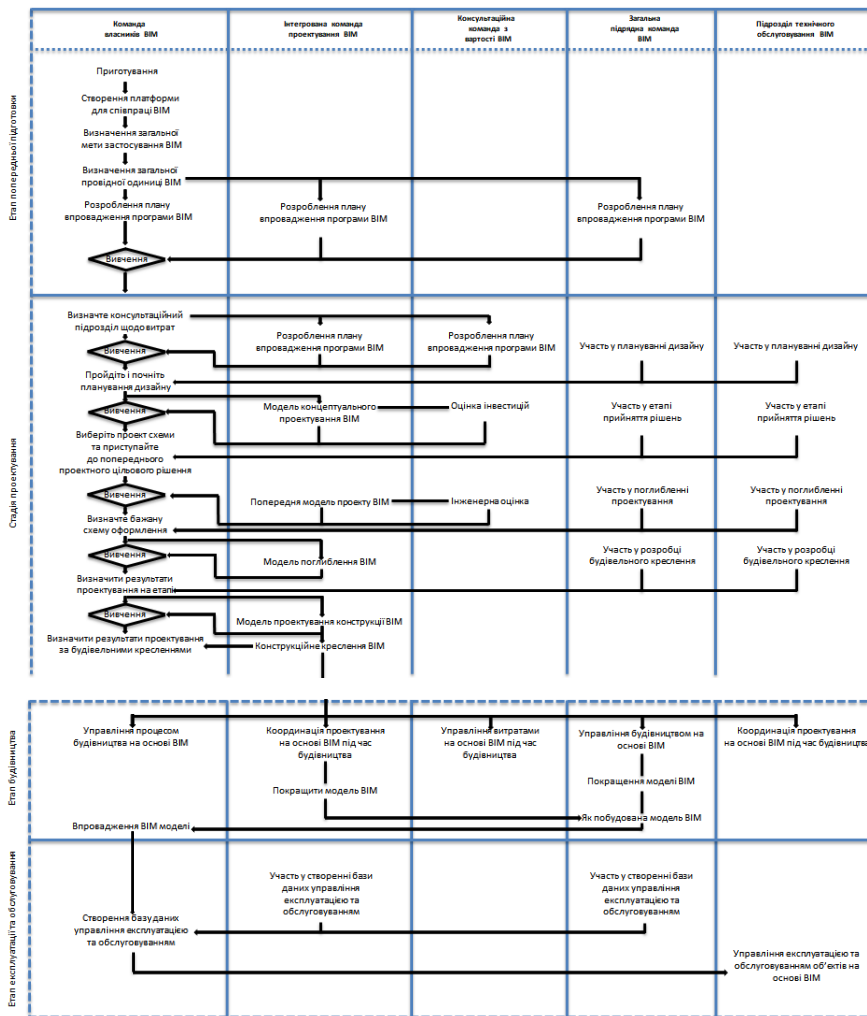 Команда
власників BIM
Інтегрована команда
проектування BIM
Консультаційна
команда з
вартості BIM
Загальна
підрядна команда
BIM
Підрозділ технічного
обслуговування BIM
Етап попередньої підготовки
Приготування
Створення платформи
для співпраці BIM
Визначення загальної
мети застосування BIM
Визначення загальної
провідної одиниці BIM
Розроблення плану
впровадження програми BIM
Розроблення плану
впровадження програми BIM
Розроблення плану
впровадження програми BIM
Вивчення
Стадія проектування
Визначте консультаційний
підрозділ щодо витрат
Розроблення плану
впровадження програми BIM
Розроблення плану
впровадження програми BIM
Участь у плануванні дизайну
Участь у плануванні дизайну
Вивчення
Пройдіть і почніть
планування дизайну
Вивчення
Модель концептуального
проектування BIM
Оцінка інвестицій
Участь у етапі
прийняття рішень
Участь у етапі
прийняття рішень
Виберіть проект схеми
та приступайте
до попереднього
проектного цільового рішення
Вивчення
Попередня модель проекту BIM
Інженерна оцінка
Участь у поглибленні
проектування
Участь у поглибленні
проектування
Визначте бажану
схему оформлення
Вивчення
Модель поглиблення BIM
Участь у розробці
будівельного креслення
Участь у розробці
будівельного креслення
Визначити результати
проектування на етапі
Вивчення
Модель проектування конструкції BIM
Визначити результати проектування
за будівельними кресленнями
Конструкційне креслення BIM
Етап будівництва
Управління процесом
будівництва на основі BIM
Координація проектування
на основі BIM під час
будівництва
Управління витратами
на основі BIM під час
будівництва
Управління будівництвом на
основі BIM
Координація проектування
на основі BIM під час будівництва
Покращити модель BIM
Покращення моделі BIM
Впровадження BIM моделі
Як побудована модель BIM
Етап експлуатації та обслуговування
Участь у створенні бази
даних управління
експлуатацією та
обслуговуванням
Участь у створенні бази
даних управління
експлуатацією та
обслуговуванням
Створення базу даних
управління експлуатацією
та обслуговуванням
Управління експлуатацією та
обслуговуванням об’єктів на
основі BIM